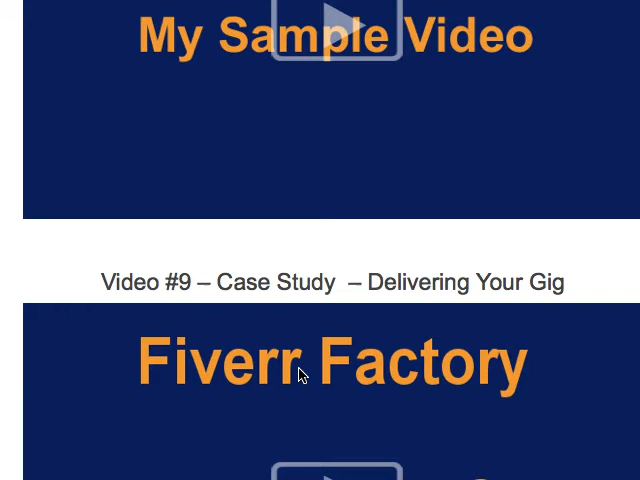 My Sample Video
Video #9 – Case Study – Delivering Your Gig
Fiverr Factory